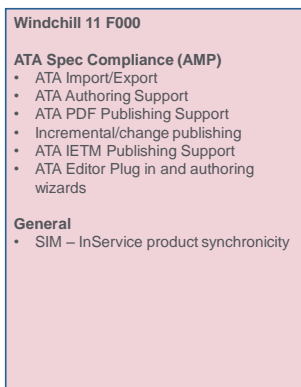 Windchill 11 F000
ATA Spec Compliance (AMP)
• ATA Import/Export
• ATA Authoring Support
• ATA PDF Publishing Support
• Incremental/change publishing
• ATA IETM Publishing Support
• ATA Editor Plug in and authoring
wizards
General
• SIM – InService product synchronicity